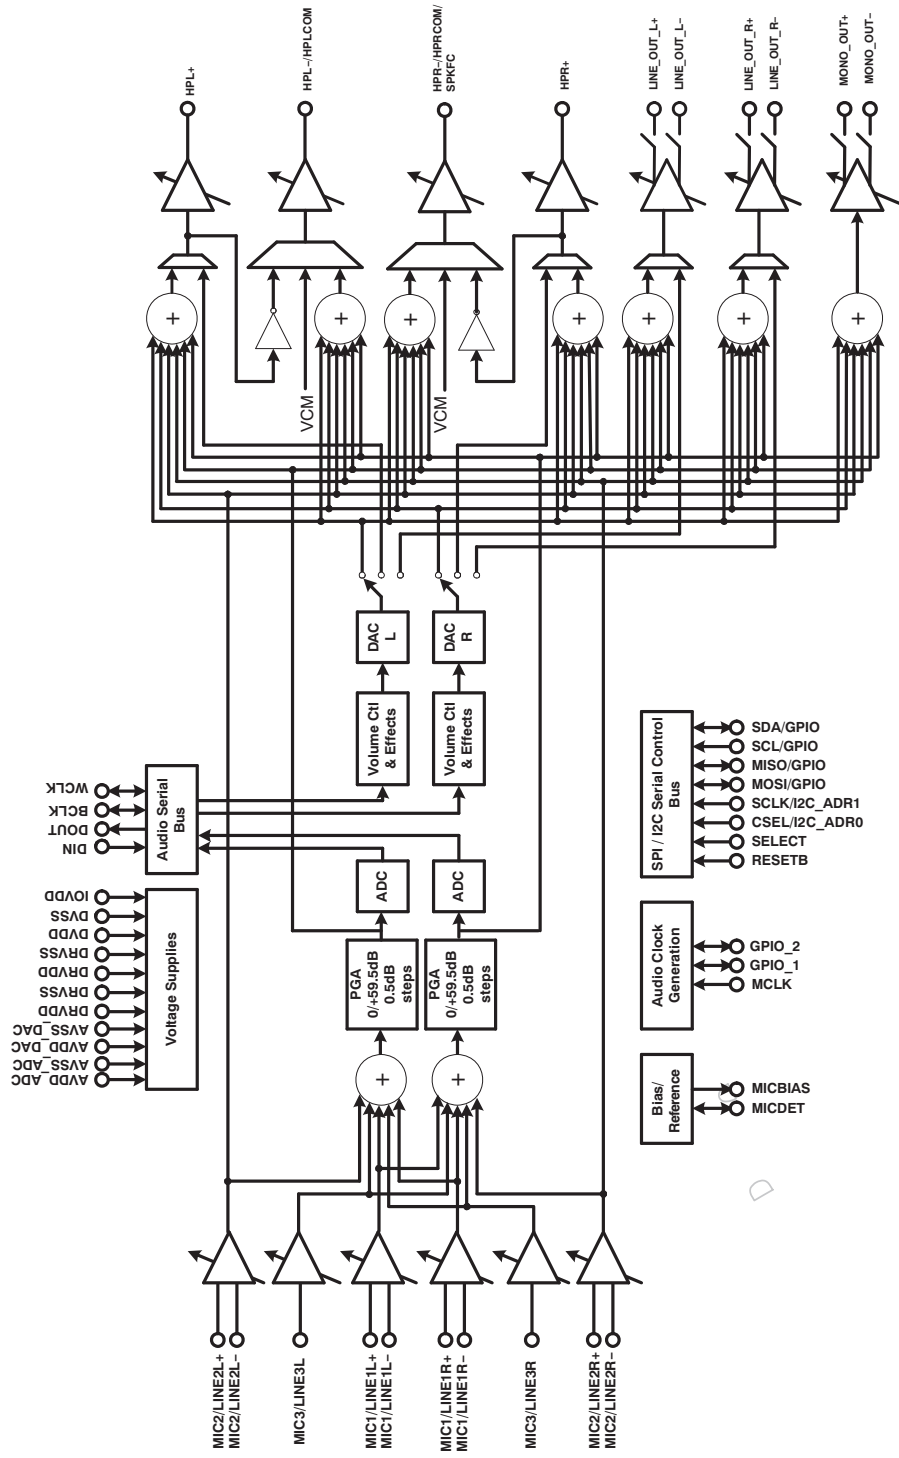 HPL+
HPL−/HPLCOM
HPR−/HPRCOM/
SPKFC
HPR+
LINE_OUT_L+
LINE_OUT_L−
LINE_OUT_R+
LINE_OUT_R−
MONO_OUT+
MONO_OUT−
+
+
+
+
+
+
+
VCM
VCM
DAC
L
DAC
R
Volume Ctl
& Effects
Volume Ctl
& Effects
WCLK
BCLK
DOUT
DIN
Audio Serial
Bus
ADC
ADC
IOVDD
DVSS
DVDD
DRVSS
DRVDD
DRVSS
DRVDD
AVSS_DAC
AVDD_DAC
AVSS_ADC
AVDD_ADC
Voltage Supplies
PGA
0/+59.5dB
0.5dB
steps
PGA
0/+59.5dB
0.5dB
steps
+
+
SPI / I2C Serial Control
Bus
SDA/GPIO
SCL/GPIO
MISO/GPIO
MOSI/GPIO
SCLK/I2C_ADR1
CSEL/I2C_ADR0
SELECT
RESETB
Audio Clock
Generation
GPIO_2
GPIO_1
MCLK
Bias/
Reference
MICBIAS
MICDET
D
MIC2/LINE2L+
MIC2/LINE2L−
MIC3/LINE3L
MIC1/LINE1L+
MIC1/LINE1L−
MIC1/LINE1R+
MIC1/LINE1R−
MIC3/LINE3R
MIC2/LINE2R+
MIC2/LINE2R−